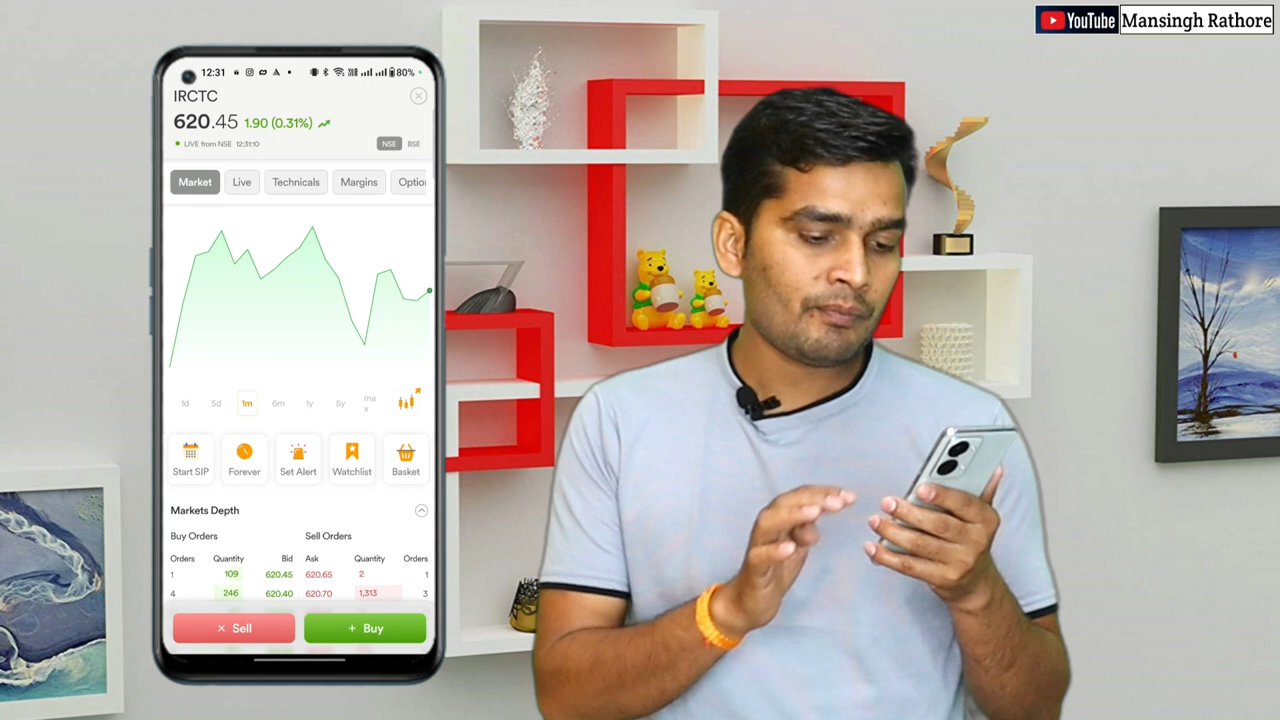 YouTube Mansingh Rathore
12:31 80%
IRCTC
620.45 1.90 (0.31%)
LIVE from NSE 12:31:10 NSE BSE
Market Live Technicals Margins Optio
1d 5d 1m 6m 1y 5y ma
x
Start SIP Forever Set Alert Watchlist Basket
Markets Depth
Buy Orders Sell Orders
Orders Quantity Bid Ask Quantity Orders
1 109 620.45 620.65 2 1
4 246 620.40 620.70 1,313 3
× Sell + Buy